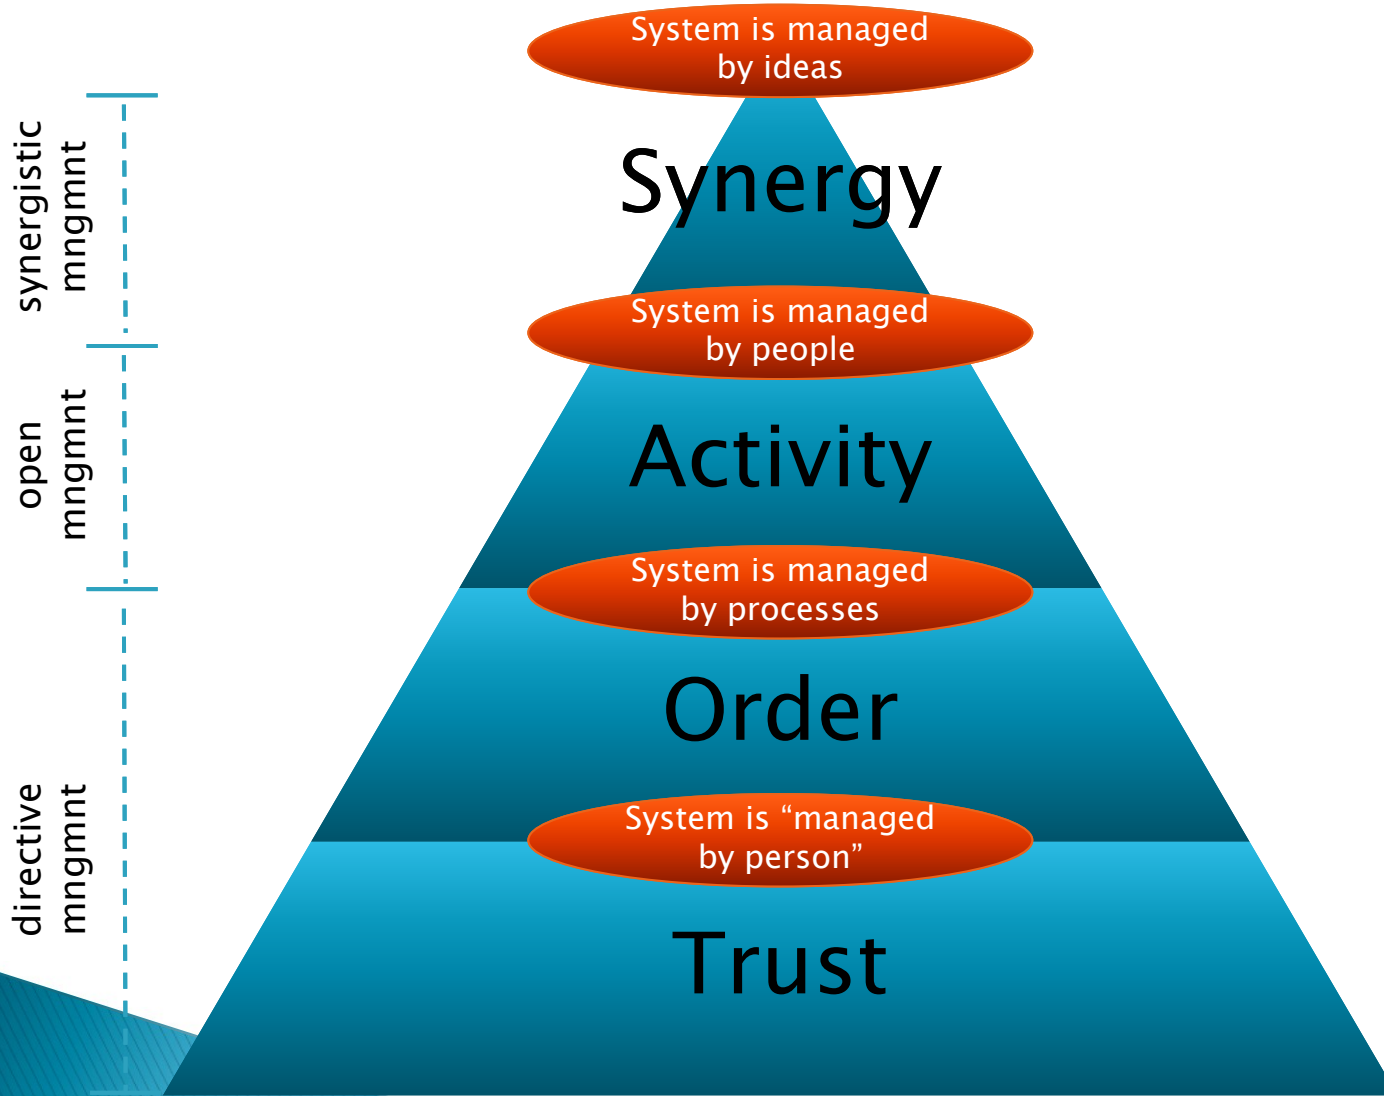 System is managed
by ideas
synergistic
mngmnt
Synergy
System is managed
by people
open
mngmnt
Activity
System is managed
by processes
Order
directive
mngmnt
System is “managed
by person”
Trust